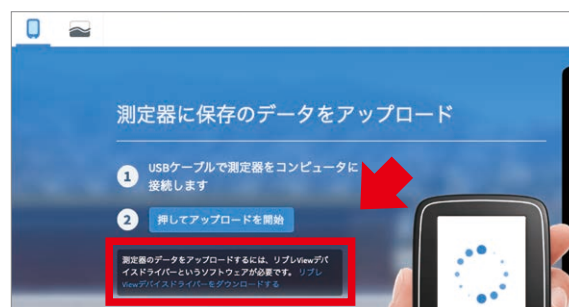 測定器に保存のデータをアップロード
1 USBケーブルで測定器をコンピュータに
接続します
2 押してアップロードを開始
測定器のデータをアップロードするには、リブレViewデバ
イスドライバーというソフトウェアが必要です。 リブレ
Viewデバイスドライバーをダウンロードする